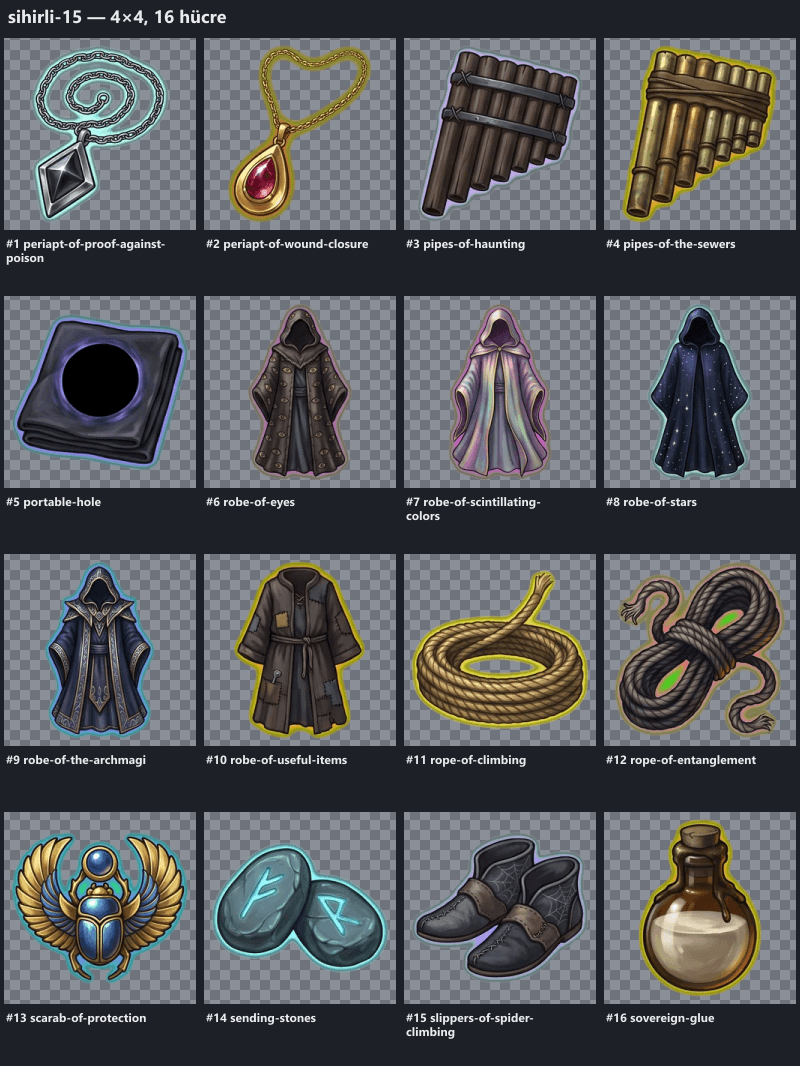 sihirli-15 — 4×4, 16 hücre
#1 periapt-of-proof-against-
poison
#2 periapt-of-wound-closure
#3 pipes-of-haunting
#4 pipes-of-the-sewers
#5 portable-hole
#6 robe-of-eyes
#7 robe-of-scintillating-
colors
#8 robe-of-stars
#9 robe-of-the-archmagi
#10 robe-of-useful-items
#11 rope-of-climbing
#12 rope-of-entanglement
#13 scarab-of-protection
ᚨ ᚱ
#14 sending-stones
#15 slippers-of-spider-
climbing
#16 sovereign-glue